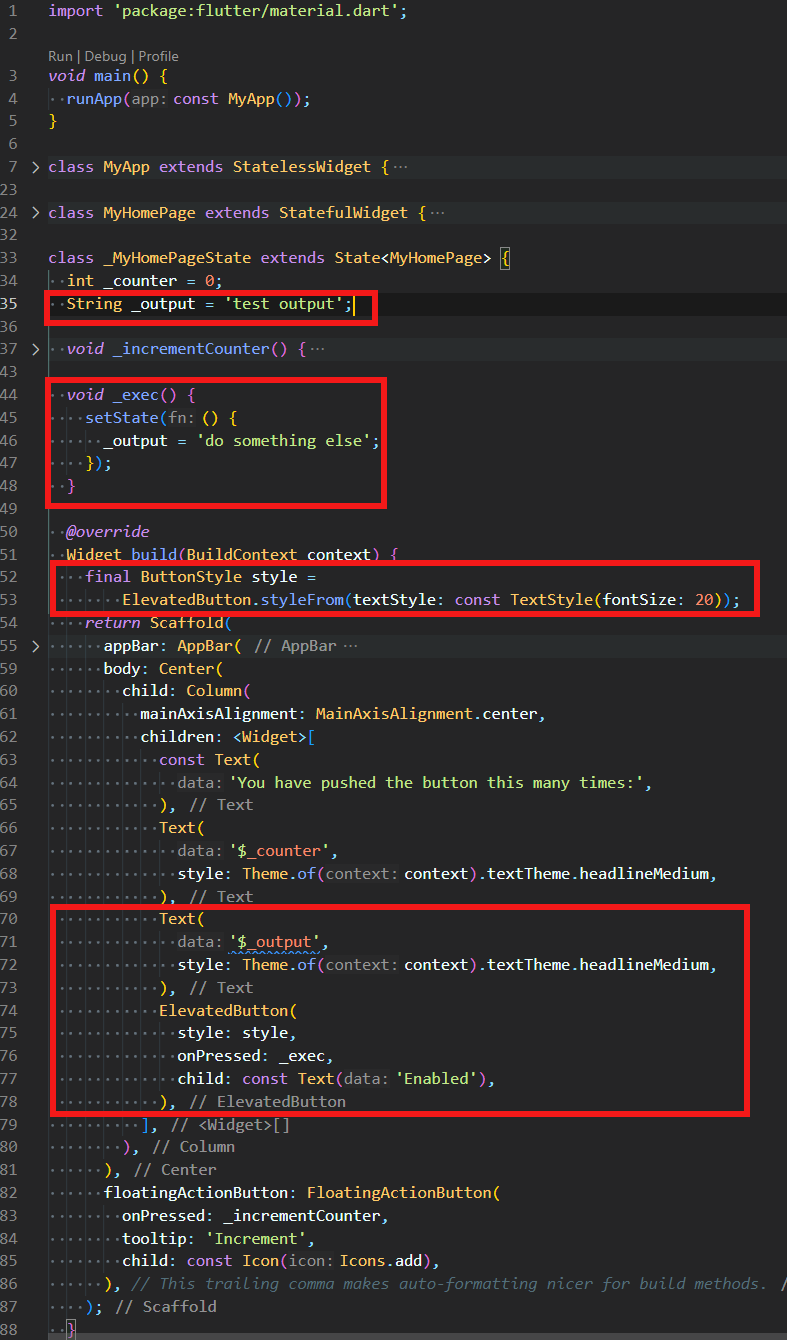 1 import 'package:flutter/material.dart';
2
Run | Debug | Profile
3 void main() {
4 runApp(app: const MyApp());
5 }
6
7 class MyApp extends StatelessWidget { ···
23
24 class MyHomePage extends StatefulWidget { ···
32
33 class _MyHomePageState extends State<MyHomePage> {
34 int _counter = 0;
35 String _output = 'test output';
36
37 void _incrementCounter() { ···
43
44 void _exec() {
45 setState(fn: () {
46 _output = 'do something else';
47 });
48 }
49
50 @override
51 Widget build(BuildContext context) {
52 final ButtonStyle style =
53 ElevatedButton.styleFrom(textStyle: const TextStyle(fontSize: 20));
54 return Scaffold(
55 appBar: AppBar( // AppBar ···
59 body: Center(
60 child: Column(
61 mainAxisAlignment: MainAxisAlignment.center,
62 children: <Widget>[
63 const Text(
64 data: 'You have pushed the button this many times:',
65 ), // Text
66 Text(
67 data: '$_counter',
68 style: Theme.of(context: context).textTheme.headlineMedium,
69 ), // Text
70 Text(
71 data: '$_output',
72 style: Theme.of(context: context).textTheme.headlineMedium,
73 ), // Text
74 ElevatedButton(
75 style: style,
76 onPressed: _exec,
77 child: const Text(data: 'Enabled'),
78 ), // ElevatedButton
79 ], // <Widget>[]
80 ), // Column
81 ), // Center
82 floatingActionButton: FloatingActionButton(
83 onPressed: _incrementCounter,
84 tooltip: 'Increment',
85 child: const Icon(icon: Icons.add),
86 ), // This trailing comma makes auto-formatting nicer for build methods. /
87 ); // Scaffold
88 }